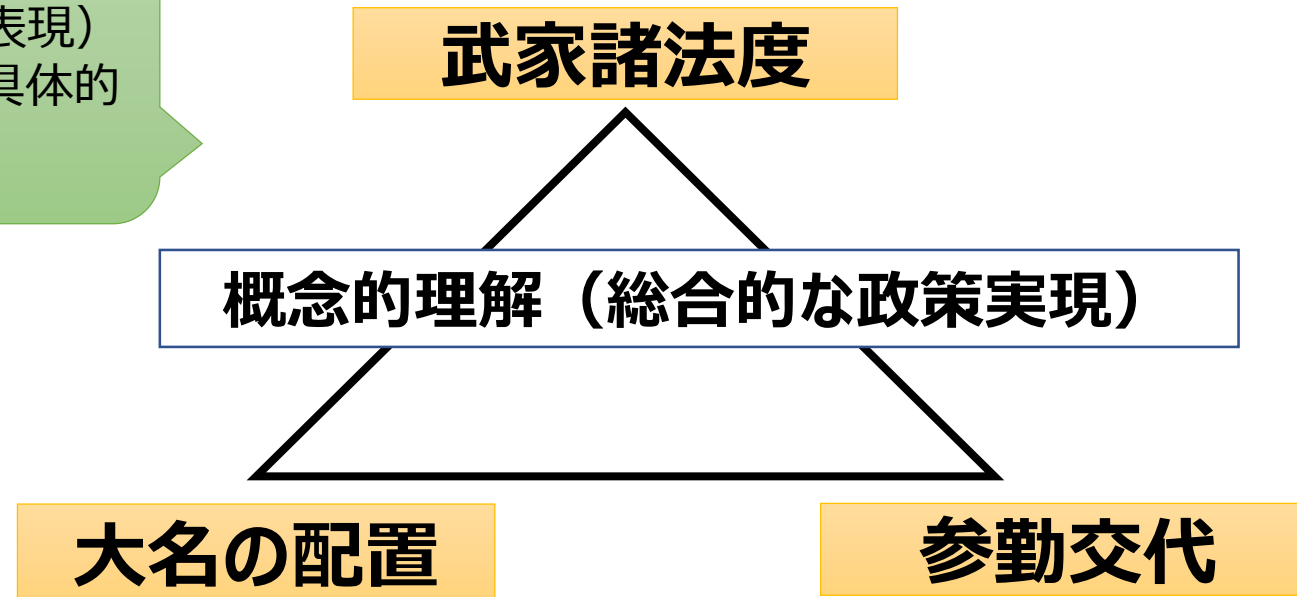 表現）
具体的
武家諸法度
概念的理解（総合的な政策実現）
大名の配置
参勤交代